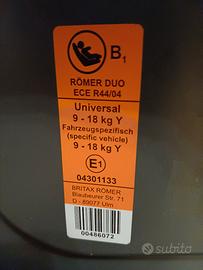 B1
RÖMER DUO
ECE R44/04
Universal
9 - 18 kg Y
Fahrzeugspezifisch
(specific vehicle)
9 - 18 kg Y
E1
04301133
BRITAX RÖMER
Blaubeurer Str. 71
D - 89077 Ulm
00486072
subito